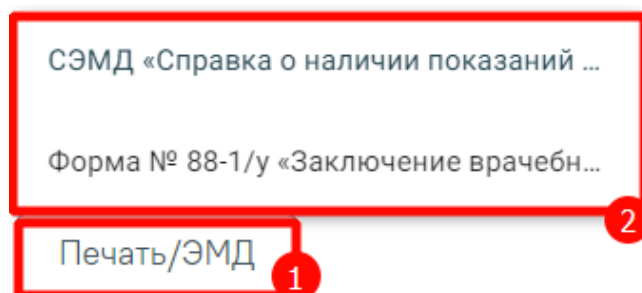 СЭМД «Справка о наличии показаний ...
Форма № 88-1/у «Заключение врачебн...
2
Печать/ЭМД
1